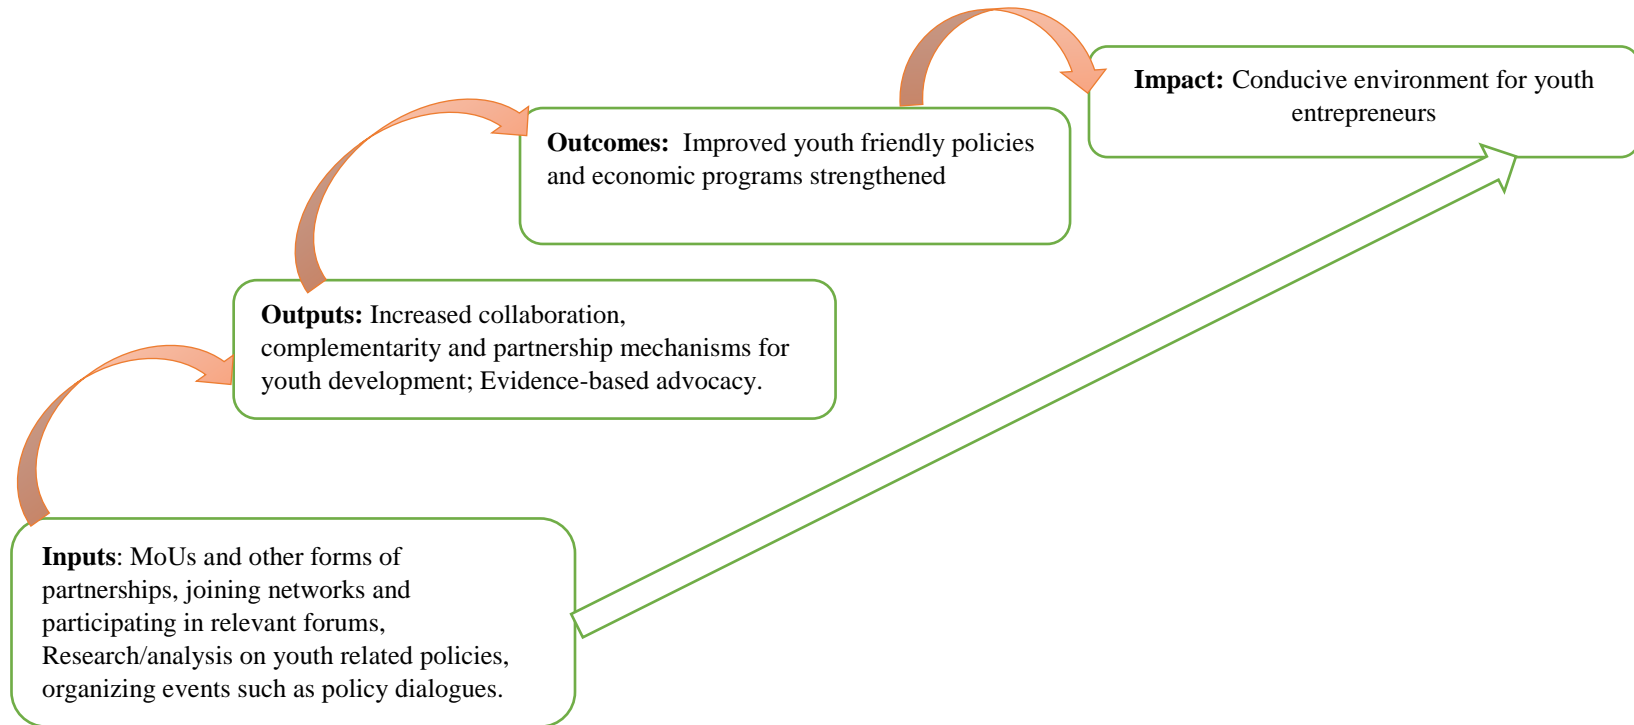 Impact: Conducive environment for youth
entrepreneurs
Outcomes:  Improved youth friendly policies
and economic programs strengthened
Outputs: Increased collaboration,
complementarity and partnership mechanisms for
youth development; Evidence-based advocacy.
Inputs: MoUs and other forms of
partnerships, joining networks and
participating in relevant forums,
Research/analysis on youth related policies,
organizing events such as policy dialogues.